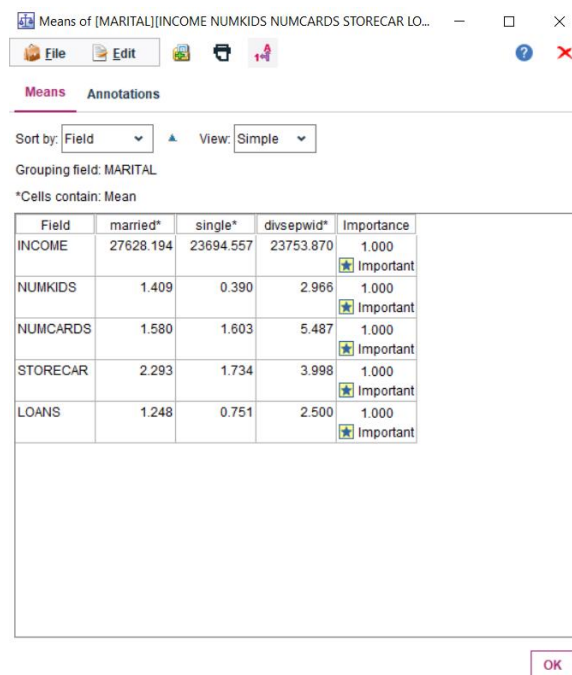 Means of [MARITAL][INCOME NUMKIDS NUMCARDS STORECAR LO...
File Edit
Means Annotations
Sort by: Field View: Simple
Grouping field: MARITAL
*Cells contain: Mean
Field married* single* divsepwid* Importance
INCOME 27628.194 23694.557 23753.870 1.000
Important
NUMKIDS 1.409 0.390 2.966 1.000
Important
NUMCARDS 1.580 1.603 5.487 1.000
Important
STORECAR 2.293 1.734 3.998 1.000
Important
LOANS 1.248 0.751 2.500 1.000
Important
OK